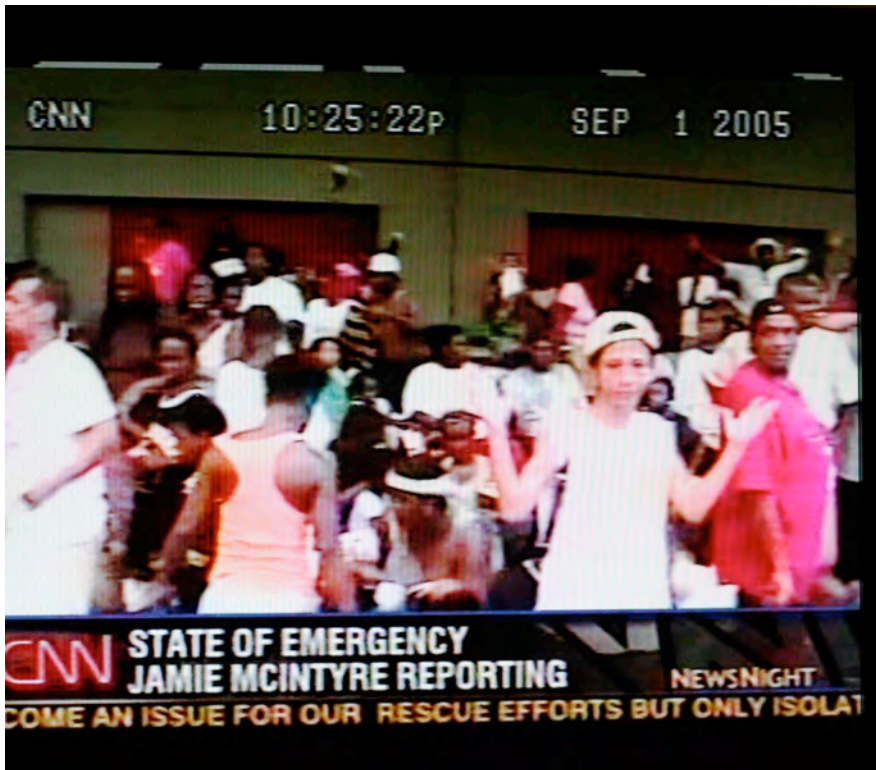 CNN 10:25:22P SEP 1 2005
CNN STATE OF EMERGENCY
JAMIE MCINTYRE REPORTING NEWSNIGHT
COME AN ISSUE FOR OUR RESCUE EFFORTS BUT ONLY ISOLAT